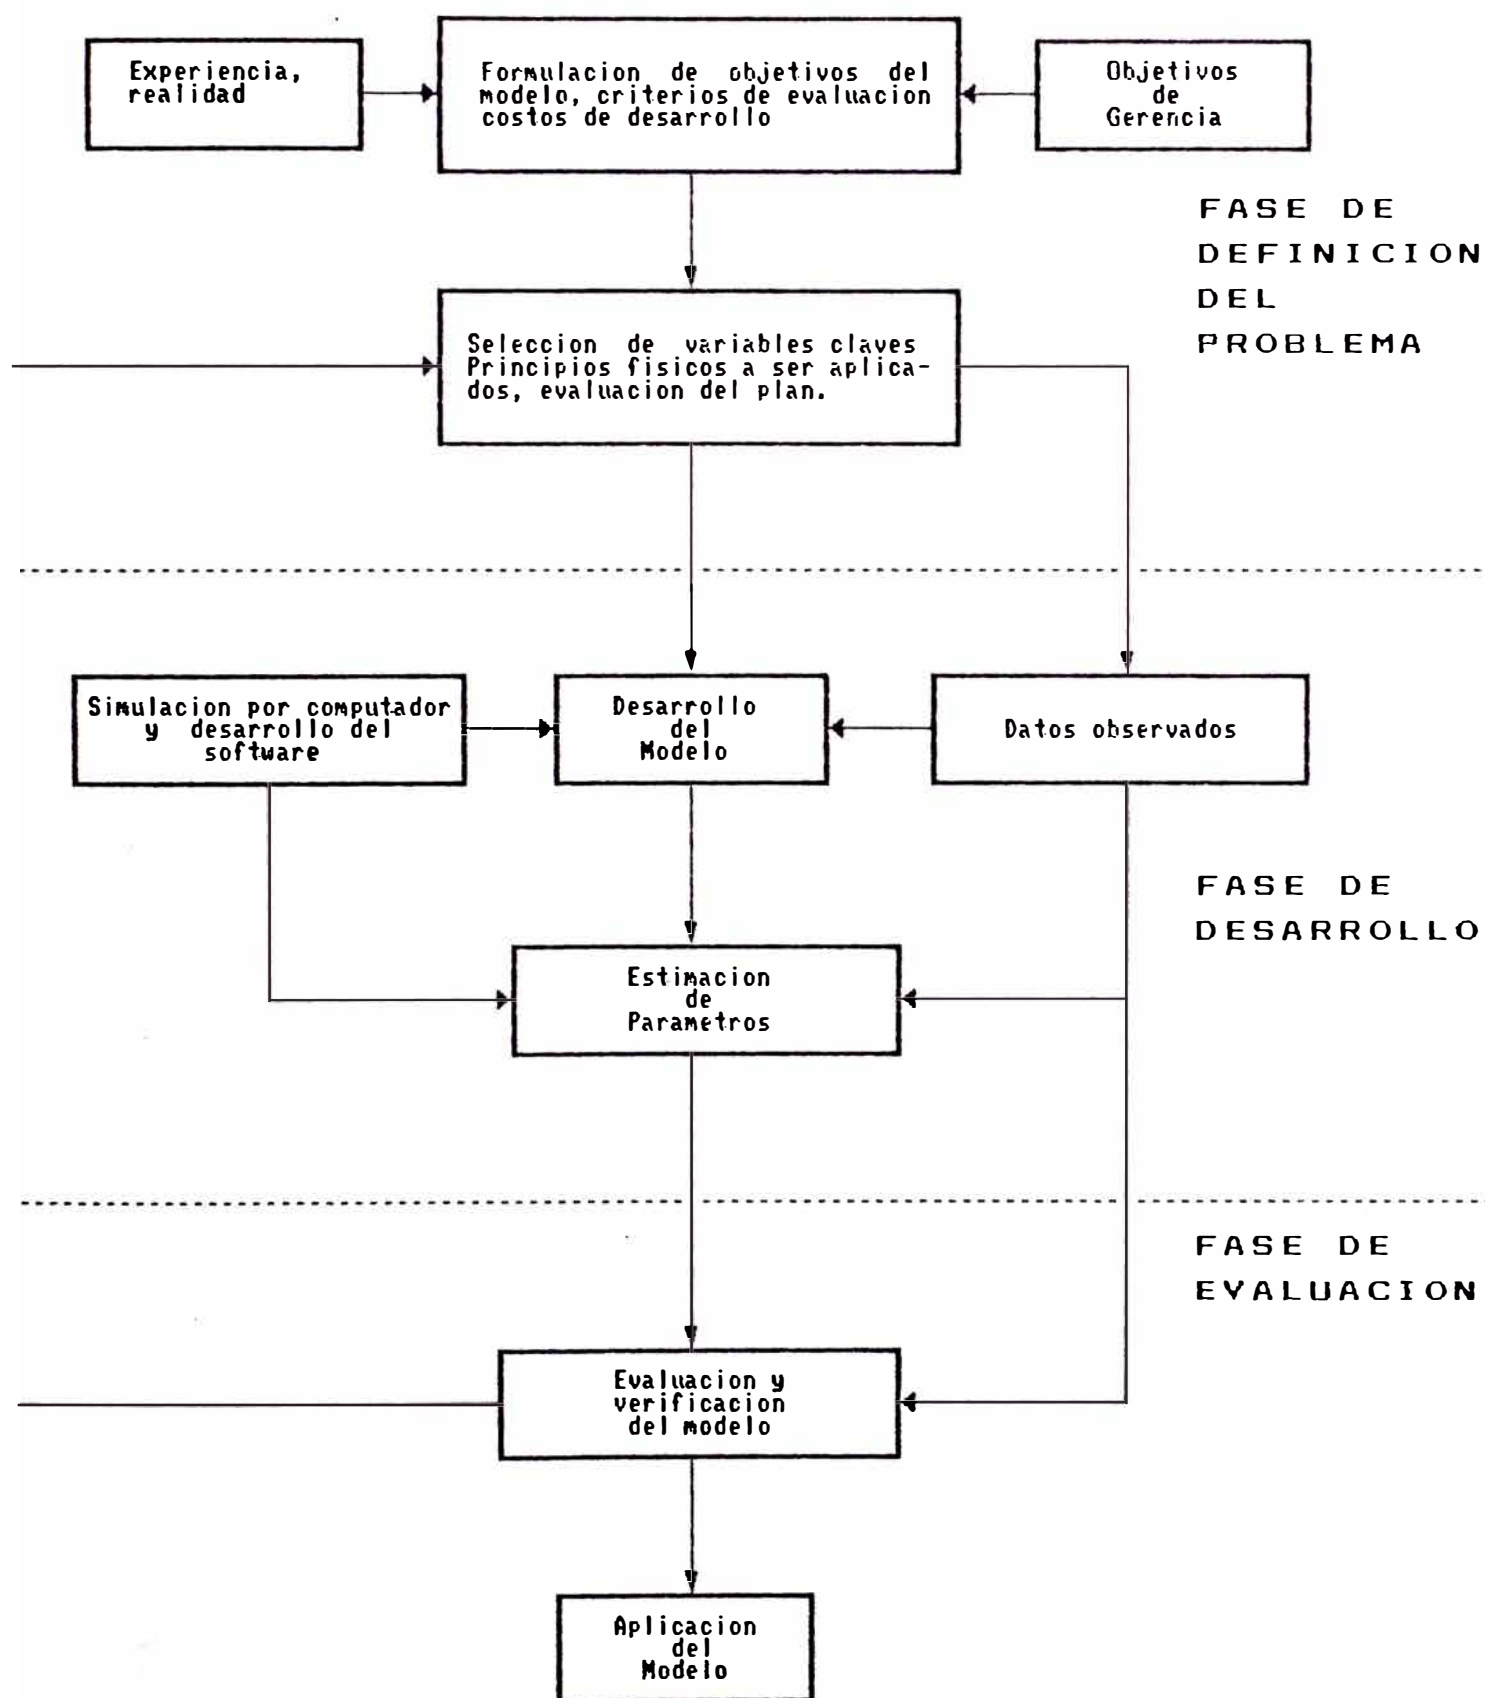 Experiencia,
realidad
Formulacion de objetivos del
modelo, criterios de evaluacion
costos de desarrollo
Objetivos
de
Gerencia
FASE DE
DEFINICION
DEL
PROBLEMA
Seleccion de variables claves
Principios fisicos a ser aplica-
dos, evaluacion del plan.
Simulacion por computador
y desarrollo del
software
Desarrollo
del
Modelo
Datos observados
FASE DE
DESARROLLO
Estimacion
de
Parametros
FASE DE
EVALUACION
Evaluacion y
verificacion
del modelo
Aplicacion
del
Modelo